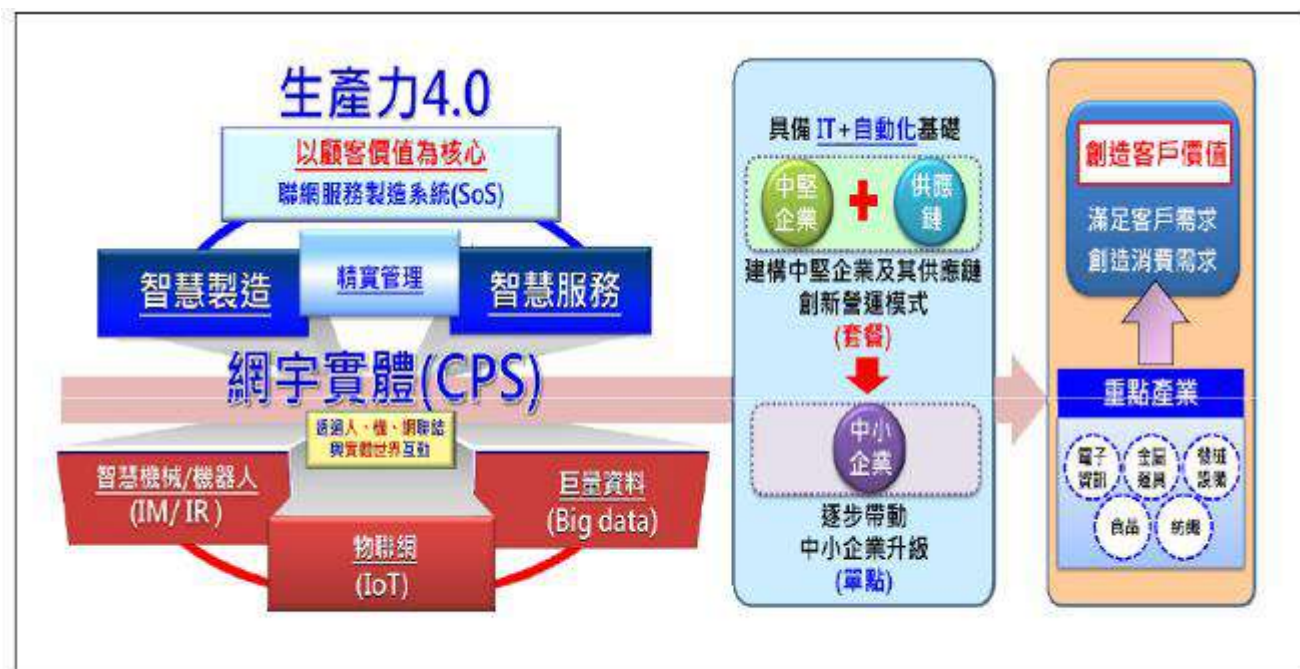 生產力4.0
以顧客價值為核心
聯網服務製造系統(SoS)
智慧製造
精實管理
智慧服務
網宇實體(CPS)
透過人、機、網聯結
與實體世界互動
智慧機械/機器人
(IM/ IR )
物聯網
(IoT)
巨量資料
(Big data)
具備 IT+自動化基礎
中堅
企業
供應
鏈
建構中堅企業及其供應鏈
創新營運模式
(套餐)
中小
企業
逐步帶動
中小企業升級
(單點)
創造客戶價值
滿足客戶需求
創造消費需求
重點產業
電子
資訊
金屬
運具
機械
設備
食品
紡織